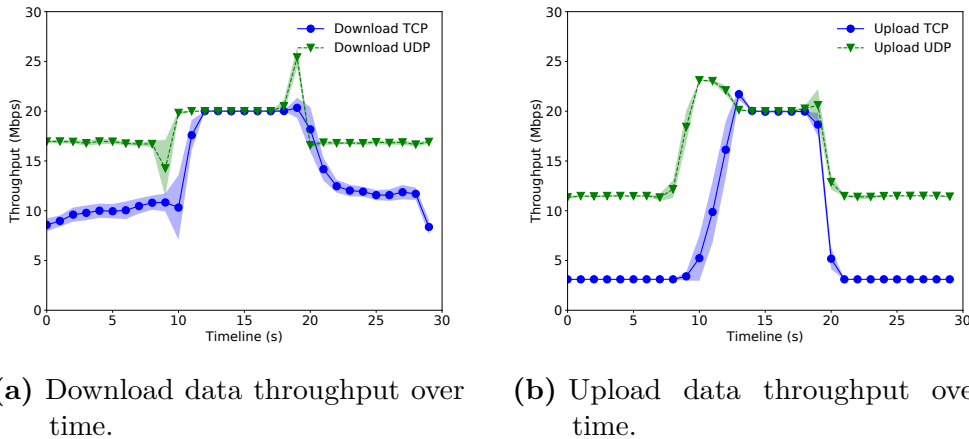 30
25
20
15
10
5
0
Throughput (Mbps)
Download TCP
Download UDP
0 5 10 15 20 25 30
Timeline (s)
30
25
20
15
10
5
0
Throughput (Mbps)
Upload TCP
Upload UDP
0 5 10 15 20 25 30
Timeline (s)
(a) Download data throughput over
time.
(b) Upload data throughput ove
time.